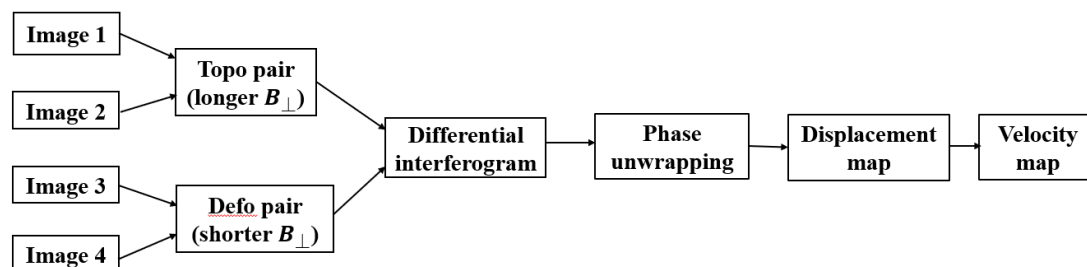 Image 1
Image 2
Image 3
Image 4
Topo pair
(longer B⊥)
Defo pair
(shorter B⊥)
Differential
interferogram
Phase
unwrapping
Displacement
map
Velocity
map